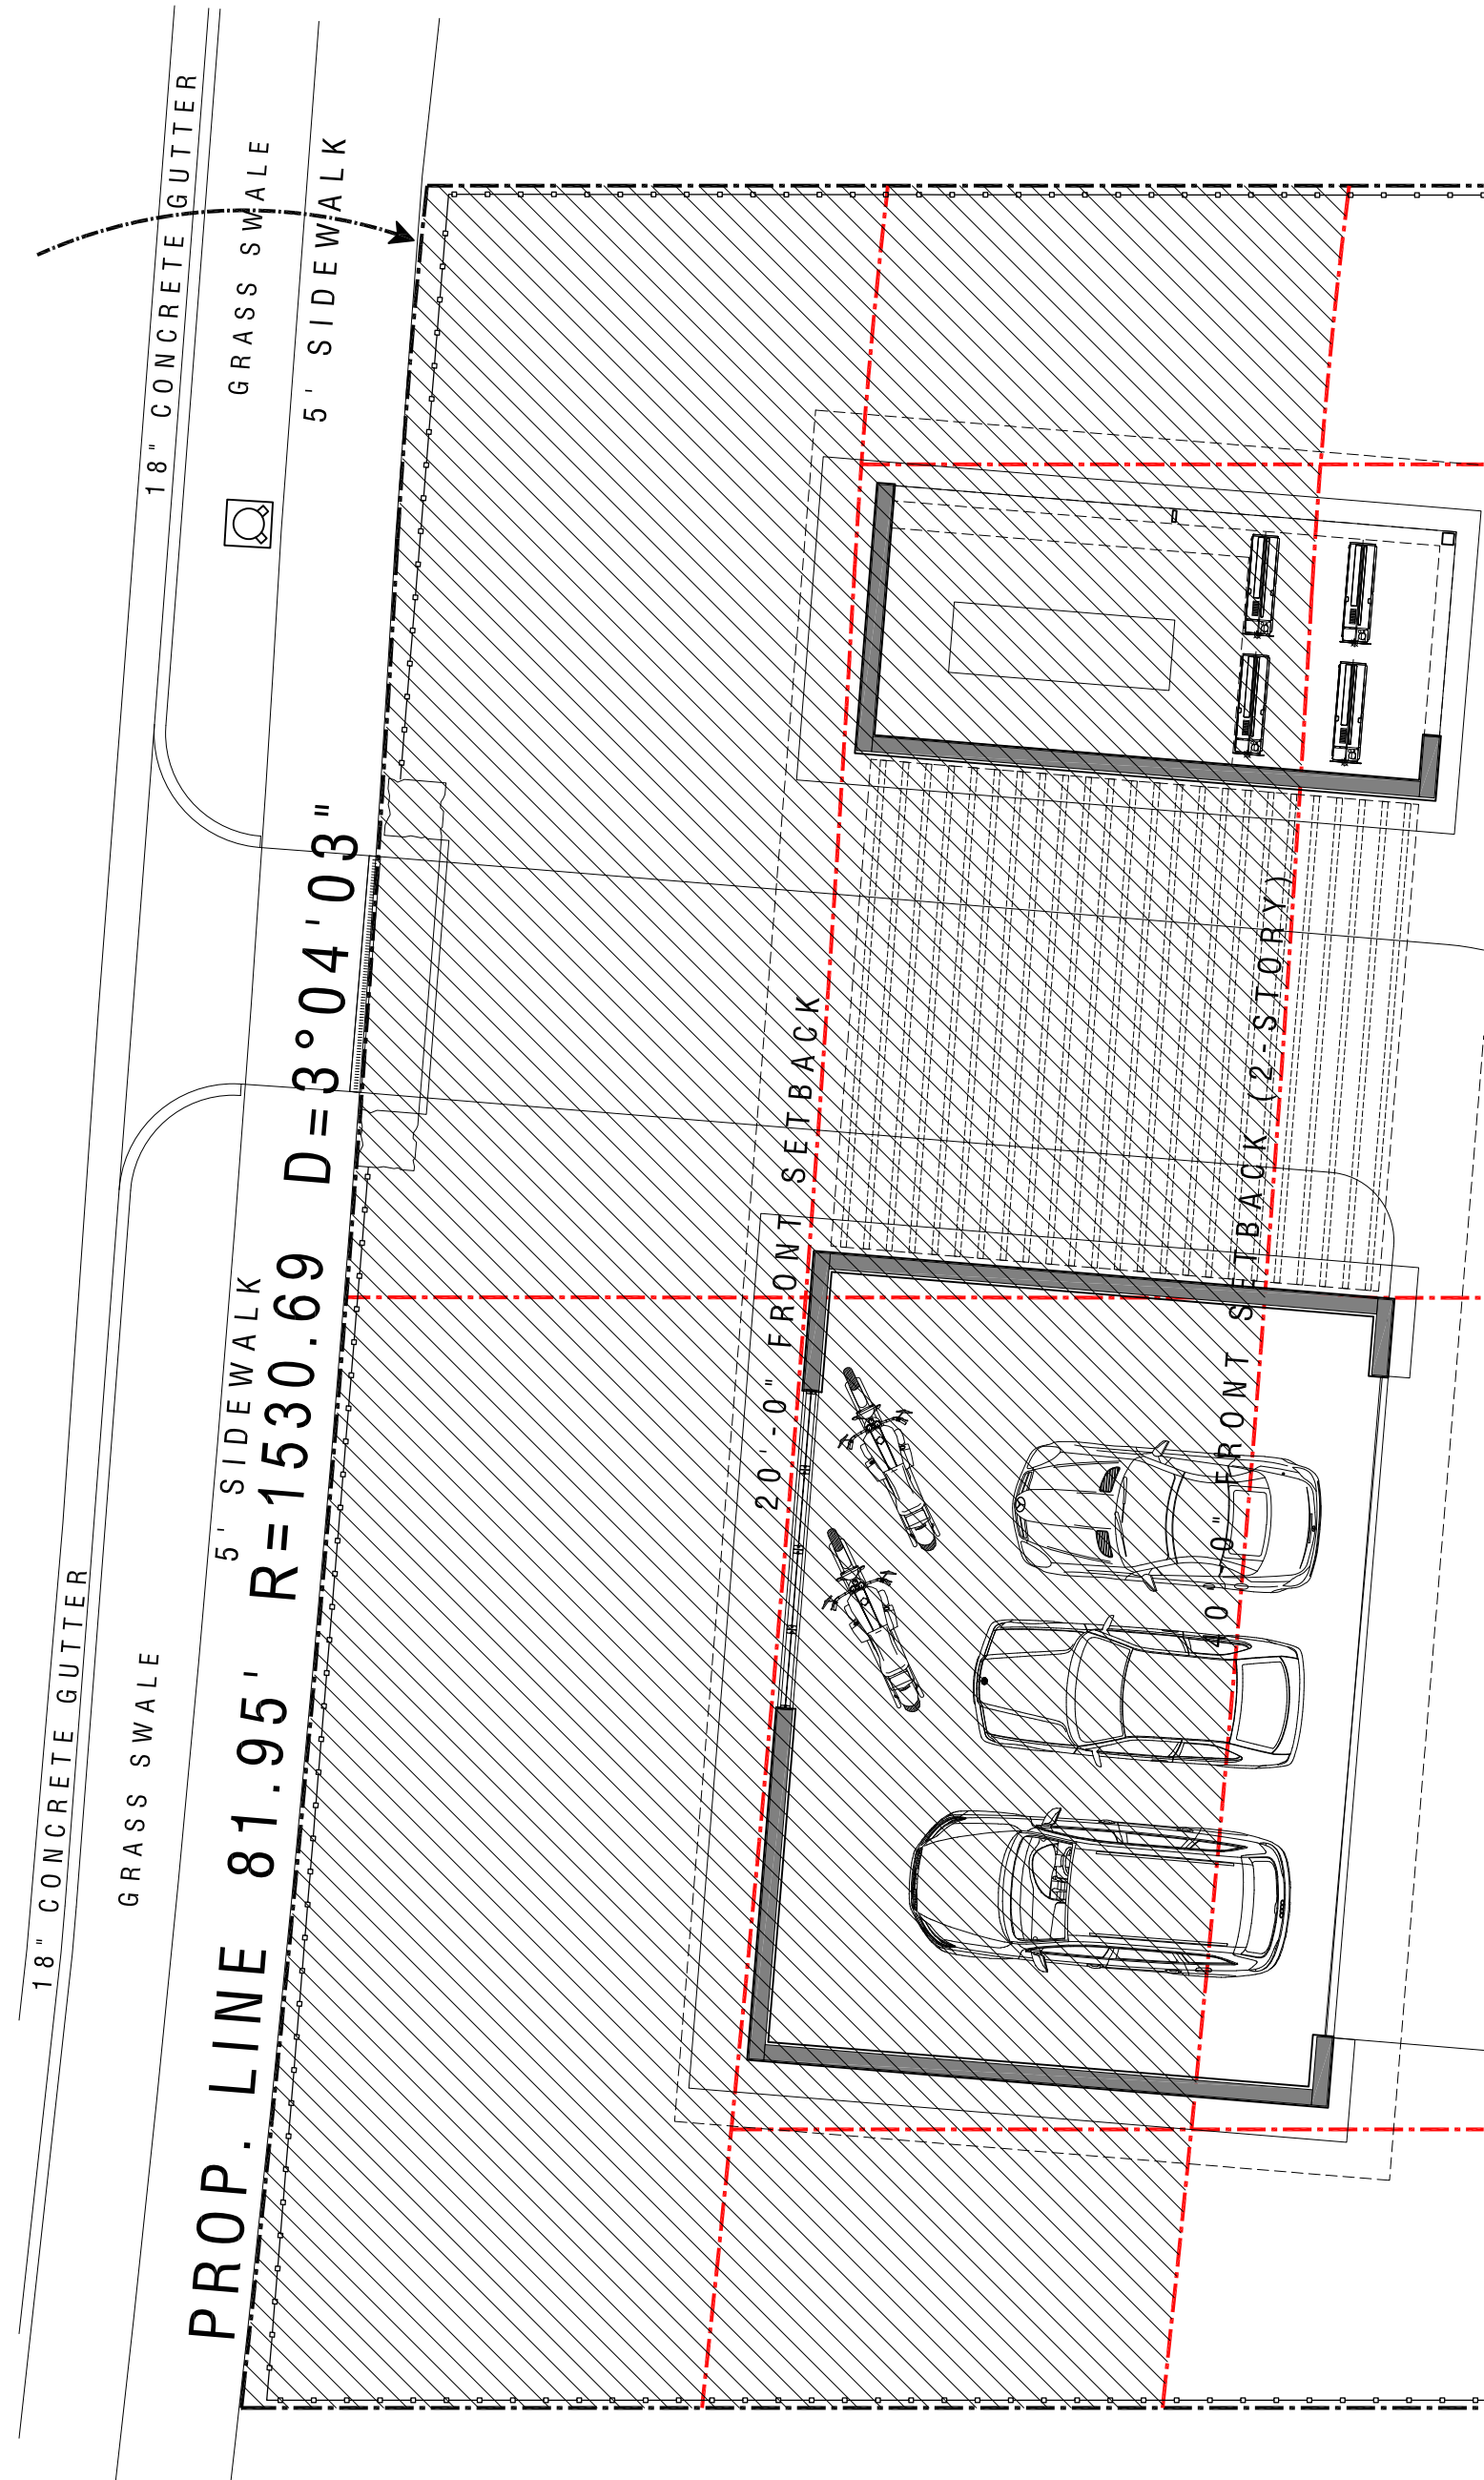 18" CONCRETE GUTTER
GRASS SWALE
5' SIDEWALK
18" CONCRETE GUTTER
GRASS SWALE
5' SIDEWALK
PROP. LINE 81.95' R=1530.69 D=3°04'03"
20'-0" FRONT SETBACK
40'-0" FRONT SETBACK (2-STORY)